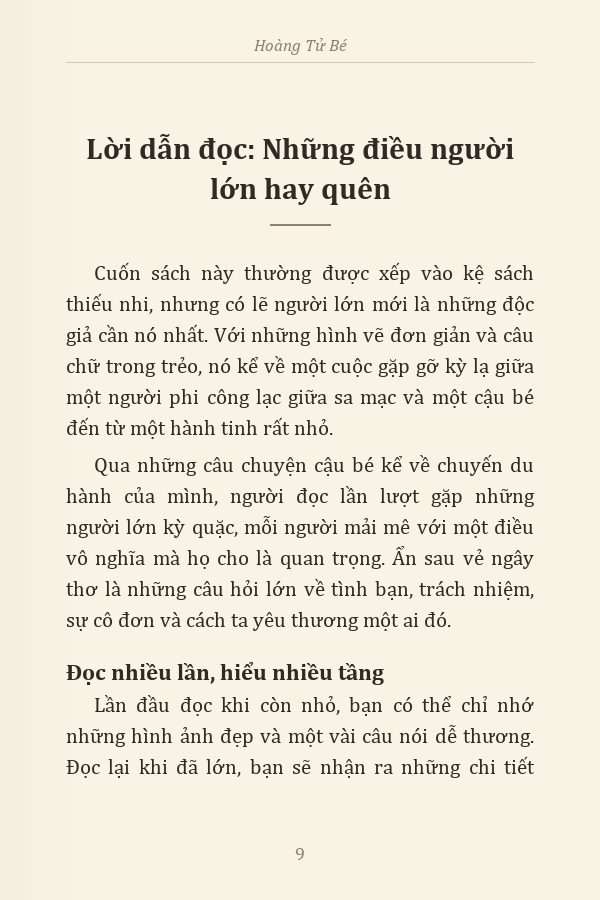 Hoàng Tử Bé
Lời dẫn đọc: Những điều người
lớn hay quên
Cuốn sách này thường được xếp vào kệ sách
thiếu nhi, nhưng có lẽ người lớn mới là những độc
giả cần nó nhất. Với những hình vẽ đơn giản và câu
chữ trong trẻo, nó kể về một cuộc gặp gỡ kỳ lạ giữa
một người phi công lạc giữa sa mạc và một cậu bé
đến từ một hành tinh rất nhỏ.
Qua những câu chuyện cậu bé kể về chuyến du
hành của mình, người đọc lần lượt gặp những
người lớn kỳ quặc, mỗi người mải mê với một điều
vô nghĩa mà họ cho là quan trọng. Ẩn sau vẻ ngây
thơ là những câu hỏi lớn về tình bạn, trách nhiệm,
sự cô đơn và cách ta yêu thương một ai đó.
Đọc nhiều lần, hiểu nhiều tầng
Lần đầu đọc khi còn nhỏ, bạn có thể chỉ nhớ
những hình ảnh đẹp và một vài câu nói dễ thương.
Đọc lại khi đã lớn, bạn sẽ nhận ra những chi tiết
9